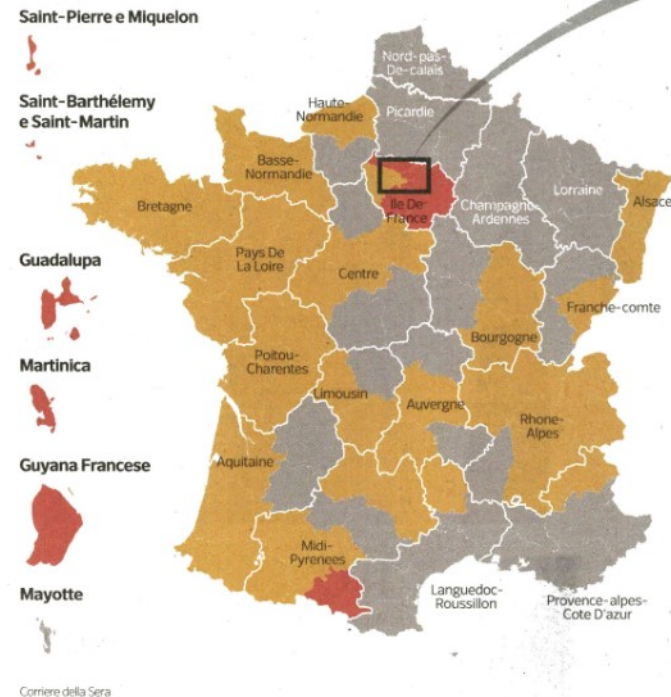 Saint-Pierre e Miquelon
Saint-Barthélemy
e Saint-Martin
Guadalupa
Martinica
Guyana Francese
Mayotte
Nord-pas-
De-calais
Haute-
Normandie
Picardie
Basse-
Normandie
Ile De-
France
Champagne
Ardennes
Lorraine
Alsace
Bretagne
Pays De
La Loire
Centre
Franche-comte
Bourgogne
Poitou-
Charentes
Limousin
Auvergne
Rhone-
Alpes
Aquitaine
Midi-
Pyrenees
Languedoc-
Roussillon
Provence-alpes-
Cote D'azur
Corriere della Sera